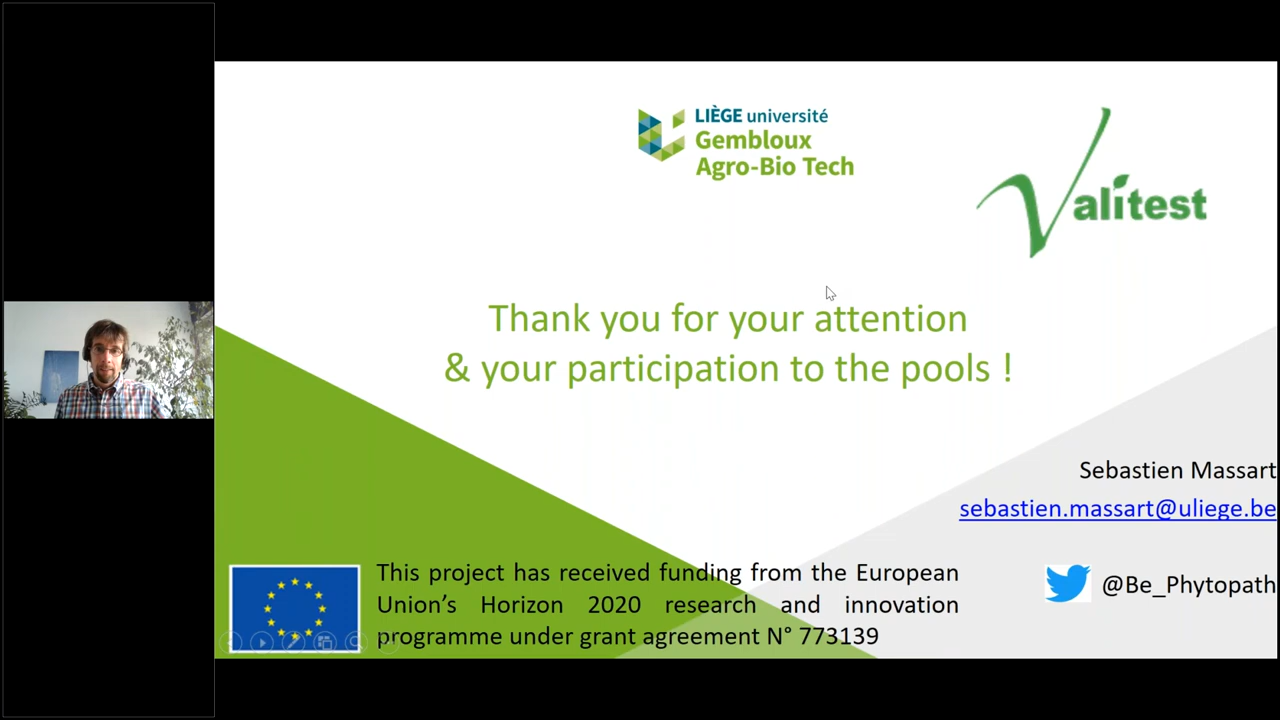 LIÈGE université
Gembloux
Agro-Bio Tech
Valitest
Thank you for your attention
& your participation to the pools !
Sebastien Massart
sebastien.massart@uliege.be
@Be_Phytopath
This project has received funding from the European
Union's Horizon 2020 research and innovation
programme under grant agreement N° 773139